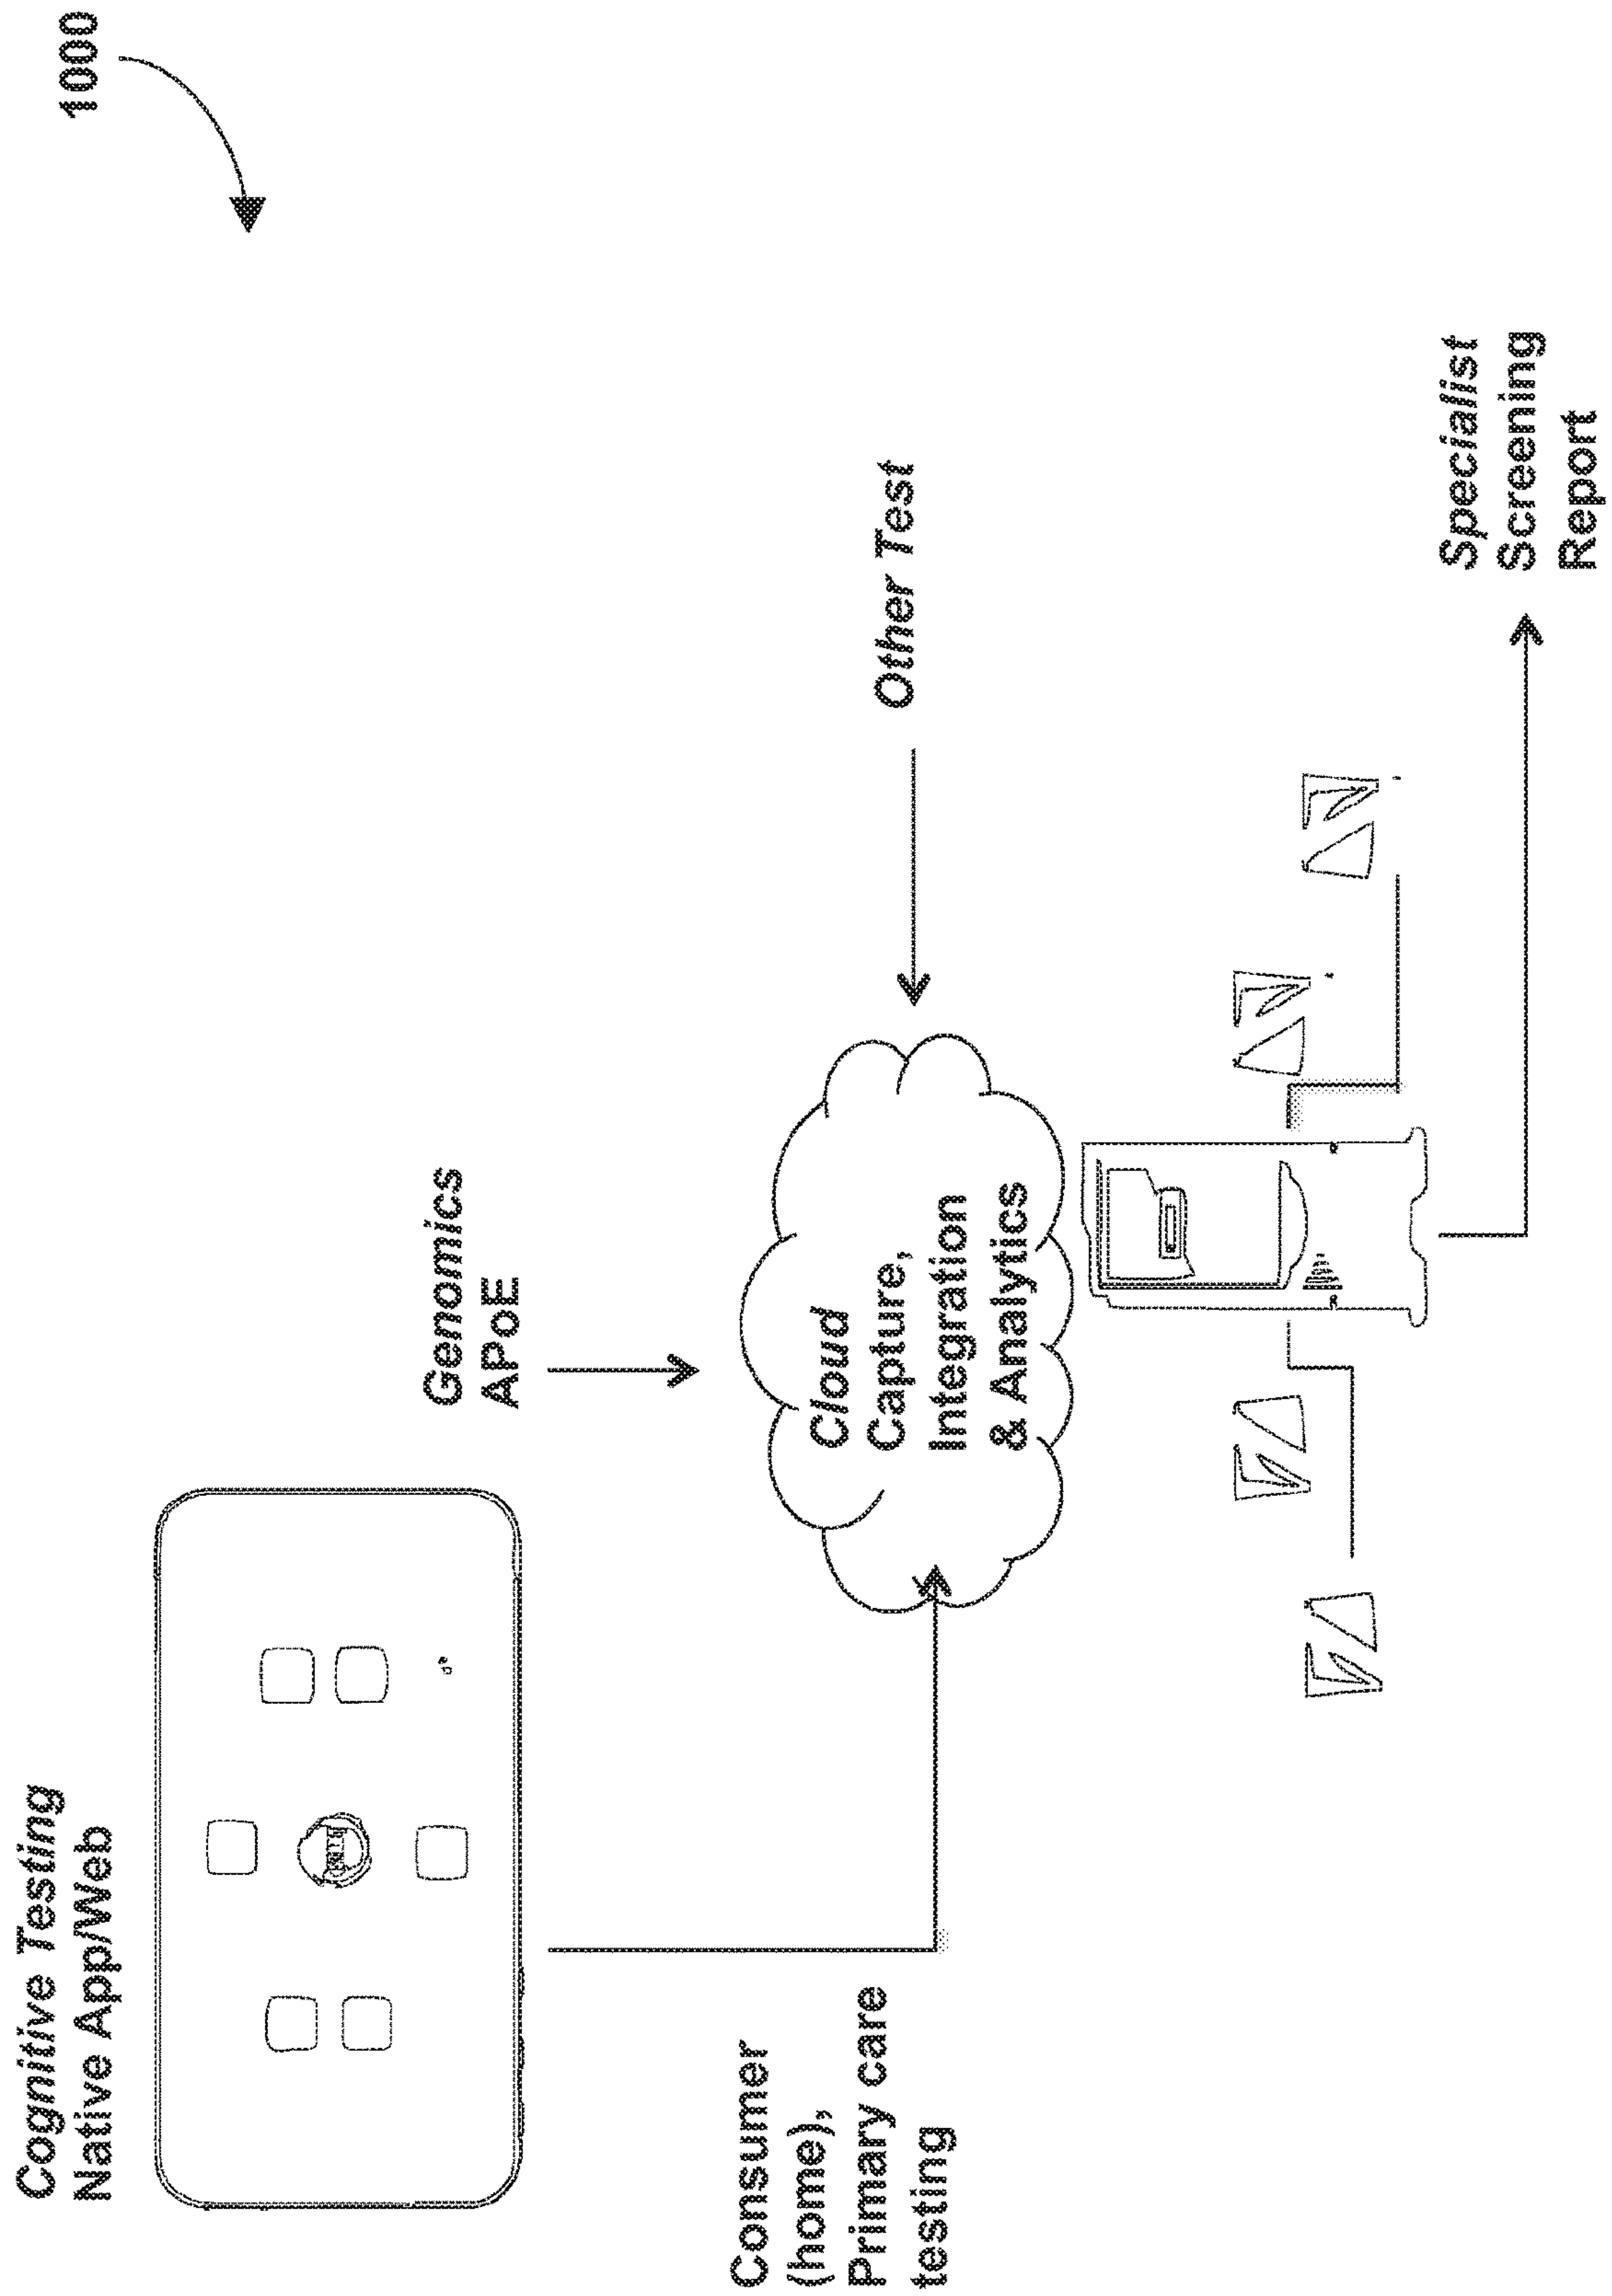 1000
Cognitive Testing
Native App/Web
Genomics
APoE
Consumer
(home),
Primary care
testing
Cloud
Capture,
Integration
& Analytics
Other Test
Specialist
Screening
Report